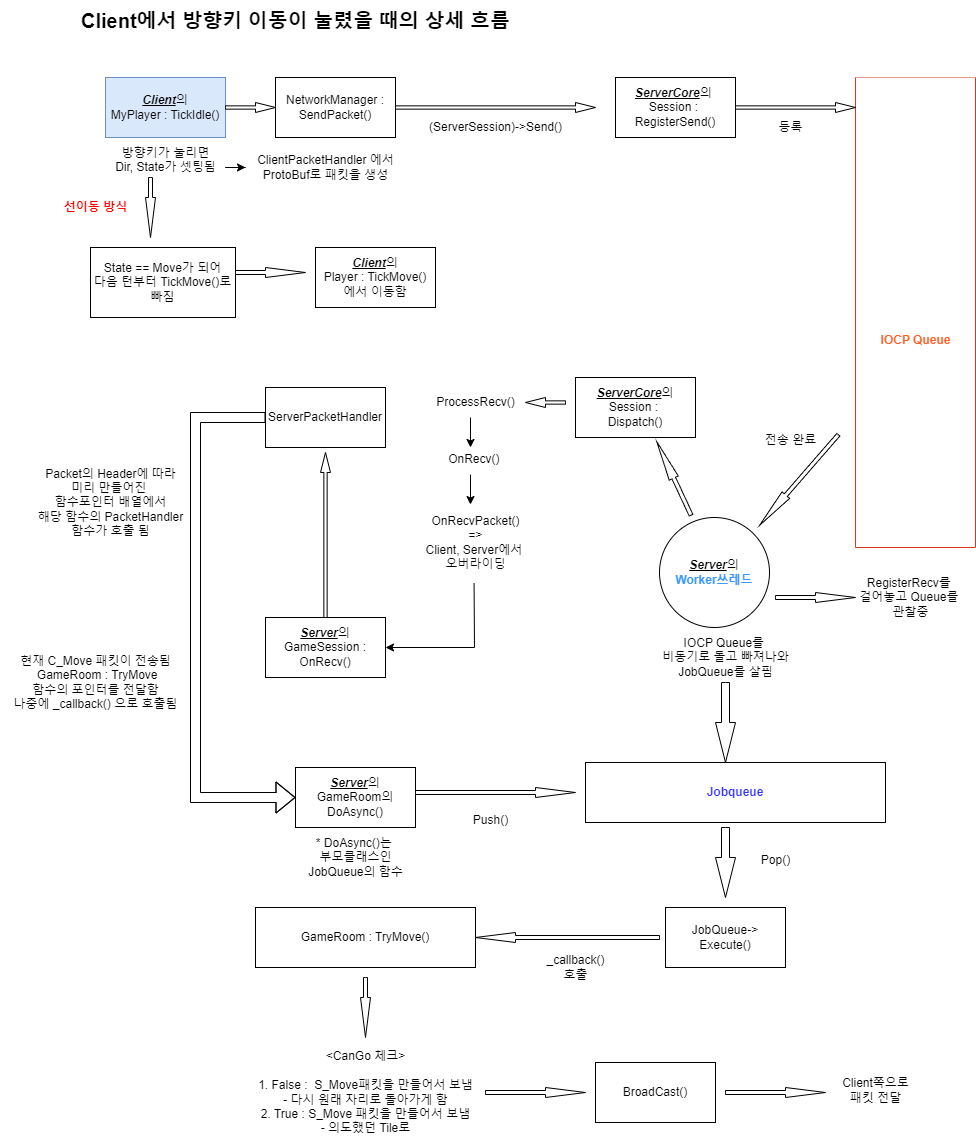 Client에서 방향키 이동이 눌렸을 때의 상세 흐름
Client의
MyPlayer : TickIdle()
NetworkManager :
SendPacket()
(ServerSession)->Send()
ServerCore의
Session :
RegisterSend()
등록
방향키가 눌리면
Dir, State가 셋팅됨
ClientPacketHandler 에서
ProtoBuf로 패킷을 생성
선이동 방식
State == Move가 되어
다음 턴부터 TickMove()로
빠짐
Client의
Player : TickMove()
에서 이동함
IOCP Queue
ServerPacketHandler
ProcessRecv()
OnRecv()
OnRecvPacket()
=>
Client, Server에서
오버라이딩
ServerCore의
Session :
Dispatch()
전송 완료
Packet의 Header에 따라
미리 만들어진
함수포인터 배열에서
해당 함수의 PacketHandler
함수가 호출 됨
Server의
Worker쓰레드
RegisterRecv를
걸어놓고 Queue를
관찰중
Server의
GameSession :
OnRecv()
IOCP Queue를
비동기로 돌고 빠져나와
JobQueue를 살핌
현재 C_Move 패킷이 전송됨
GameRoom : TryMove
함수의 포인터를 전달함
나중에 _callback() 으로 호출됨
Server의
GameRoom의
DoAsync()
Push()
Jobqueue
* DoAsync()는
부모클래스인
JobQueue의 함수
Pop()
GameRoom : TryMove()
_callback()
호출
JobQueue->
Execute()
<CanGo 체크>
1. False :  S_Move패킷을 만들어서 보냄
- 다시 원래 자리로 돌아가게 함
2. True : S_Move 패킷을 만들어서 보냄
- 의도했던 Tile로
BroadCast()
Client쪽으로
패킷 전달